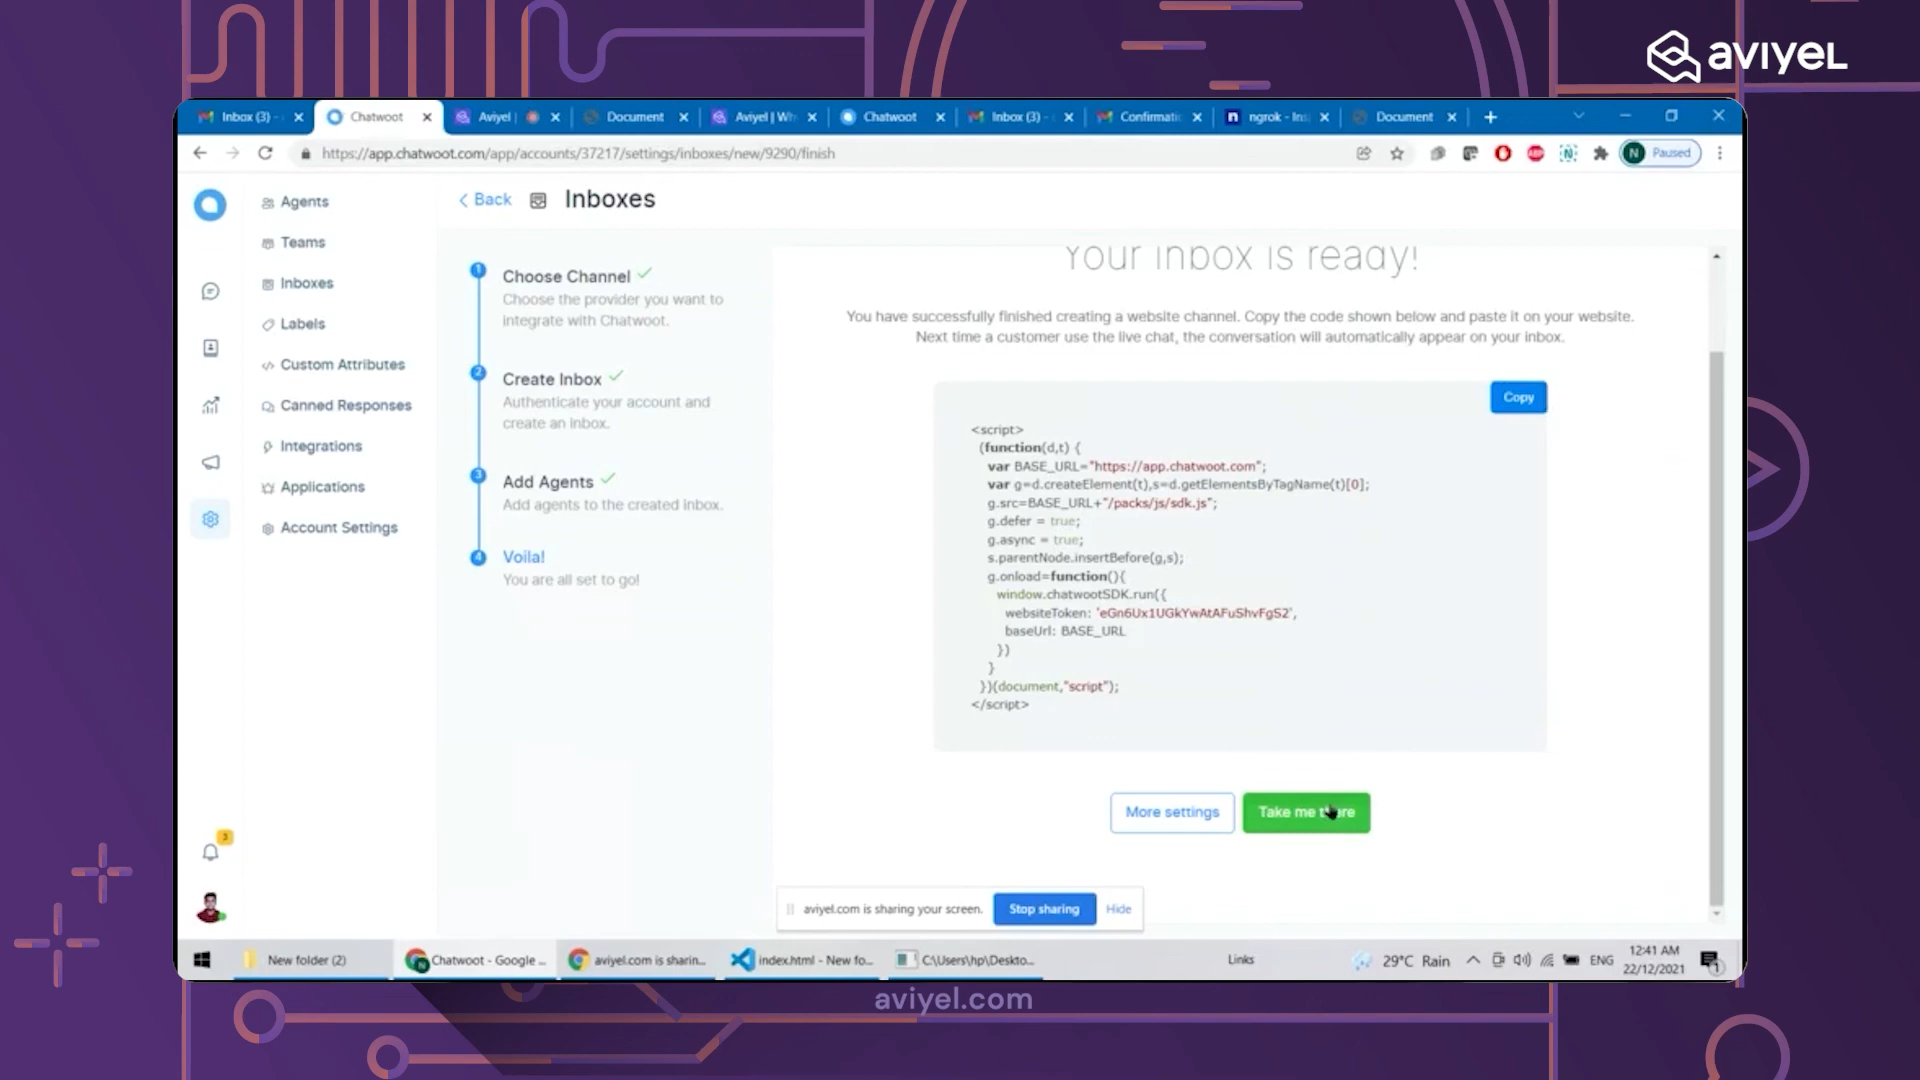 aviyel
Inbox (3) -
Chatwoot
Aviyel |
Document
Aviyel | Wh
Chatwoot
Inbox (3) -
Confirmatio
ngrok - Ins
Document
https://app.chatwoot.com/app/accounts/37217/settings/inboxes/new/9290/finish
N Paused
Agents
Teams
Inboxes
Labels
Custom Attributes
Canned Responses
Integrations
Applications
Account Settings
3
Back
Inboxes
1
Choose Channel
Choose the provider you want to
integrate with Chatwoot.
2
Create Inbox
Authenticate your account and
create an inbox.
3
Add Agents
Add agents to the created inbox.
4
Voila!
You are all set to go!
Your Inbox is ready!
You have successfully finished creating a website channel. Copy the code shown below and paste it on your website.
Next time a customer use the live chat, the conversation will automatically appear on your inbox.
Copy
<script>
(function(d,t) {
var BASE_URL="https://app.chatwoot.com";
var g=d.createElement(t),s=d.getElementsByTagName(t)[0];
g.src=BASE_URL+"/packs/js/sdk.js";
g.defer = true;
g.async = true;
s.parentNode.insertBefore(g,s);
g.onload=function(){
window.chatwootSDK.run({
websiteToken: 'eGn6Ux1UGkYwAtAFuShvFgS2',
baseUrl: BASE_URL
})
}
})(document,"script");
</script>
More settings
Take me there
aviyel.com is sharing your screen.
Stop sharing
Hide
New folder (2)
Chatwoot - Google ...
aviyel.com is sharin...
index.html - New fo...
C:\Users\hp\Deskto...
Links
29°C Rain
ENG
12:41 AM
22/12/2021
1
aviyel.com